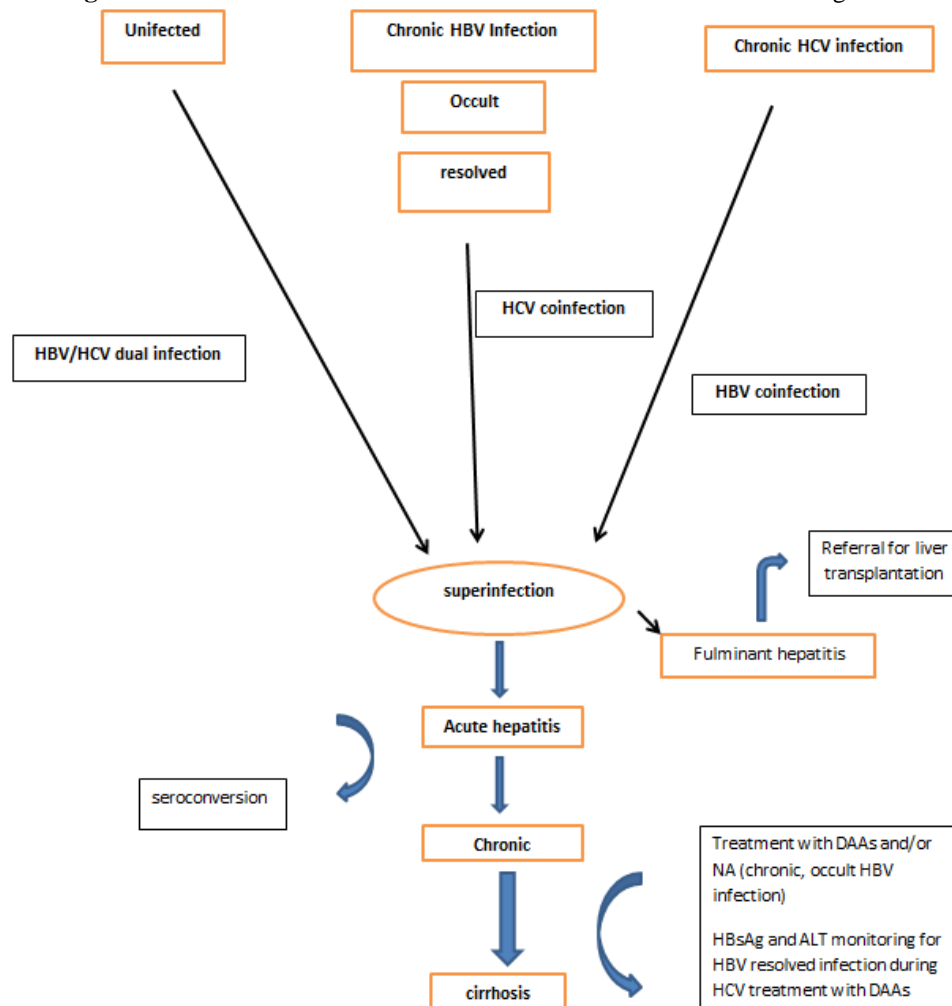 Unifected
Chronic HBV Infection
Chronic HCV infection
Occult
resolved
HCV coinfection
HBV/HCV dual infection
HBV coinfection
Referral for liver
transplantation
superinfection
Fulminant hepatitis
Acute hepatitis
seroconversion
Chronic
Treatment with DAAs and/or
NA (chronic, occult HBV
infection)
HBsAg and ALT monitoring for
HBV resolved infection during
HCV treatment with DAAs
cirrhosis